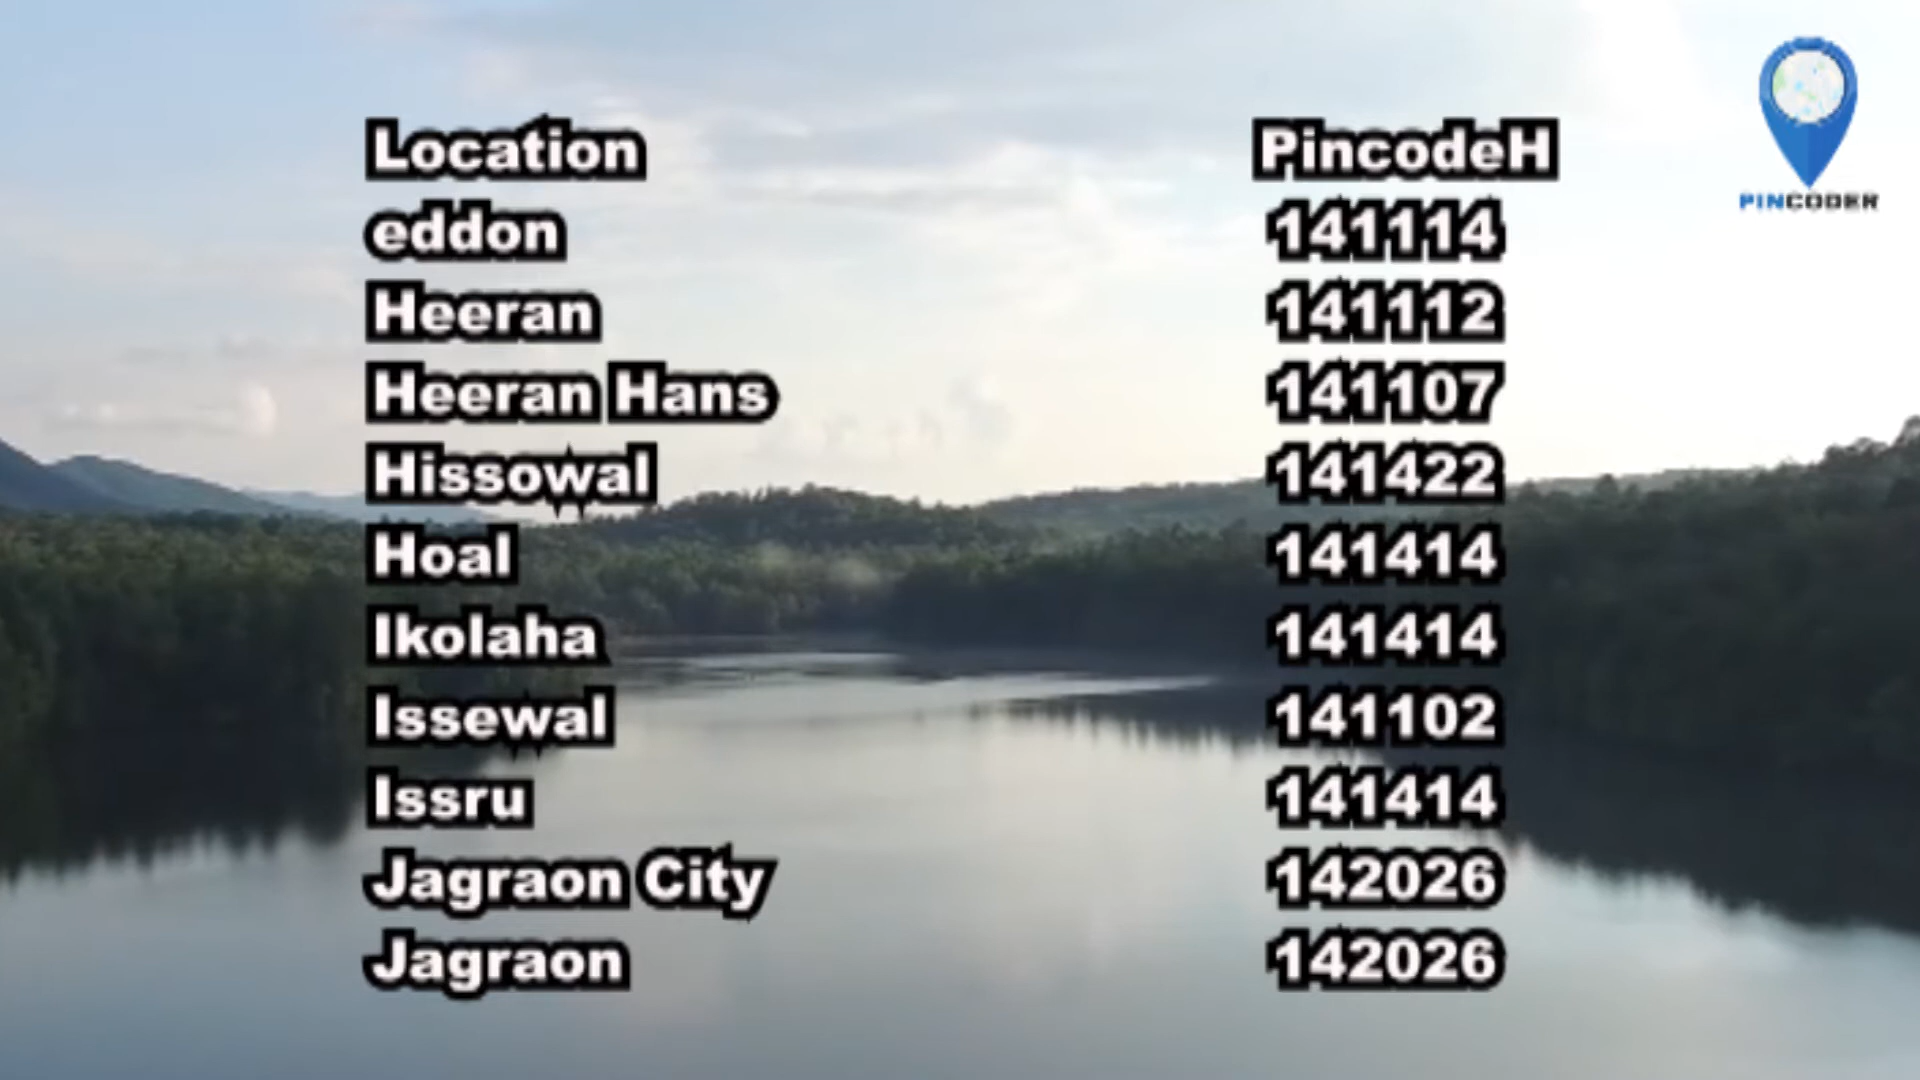 Location PincodeH
eddon 141114
Heeran 141112
Heeran Hans 141107
Hissowal 141422
Hoal 141414
Ikolaha 141414
Issewal 141102
Issru 141414
Jagraon City 142026
Jagraon 142026
PINCODER